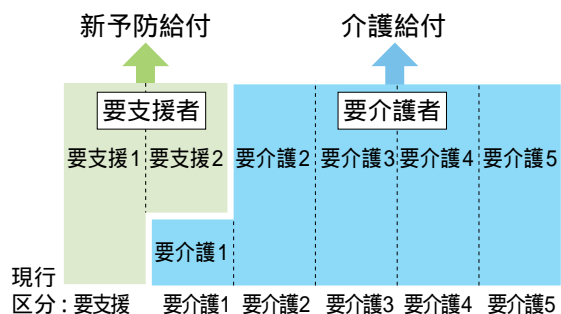 新予防給付 介護給付
要支援者 要介護者
要支援1 要支援2 要介護2 要介護3 要介護4 要介護5
要介護1
現行
区分：要支援 要介護1 要介護2 要介護3 要介護4 要介護5